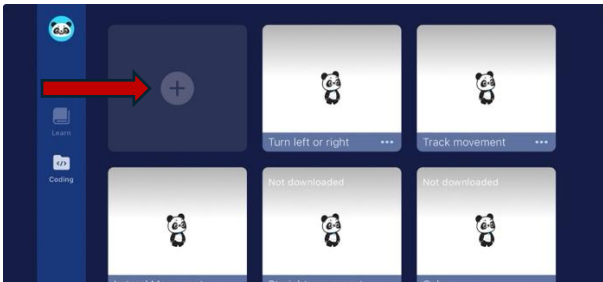 Turn left or right
Track movement
Learn
Coding
Not downloaded
Not downloaded